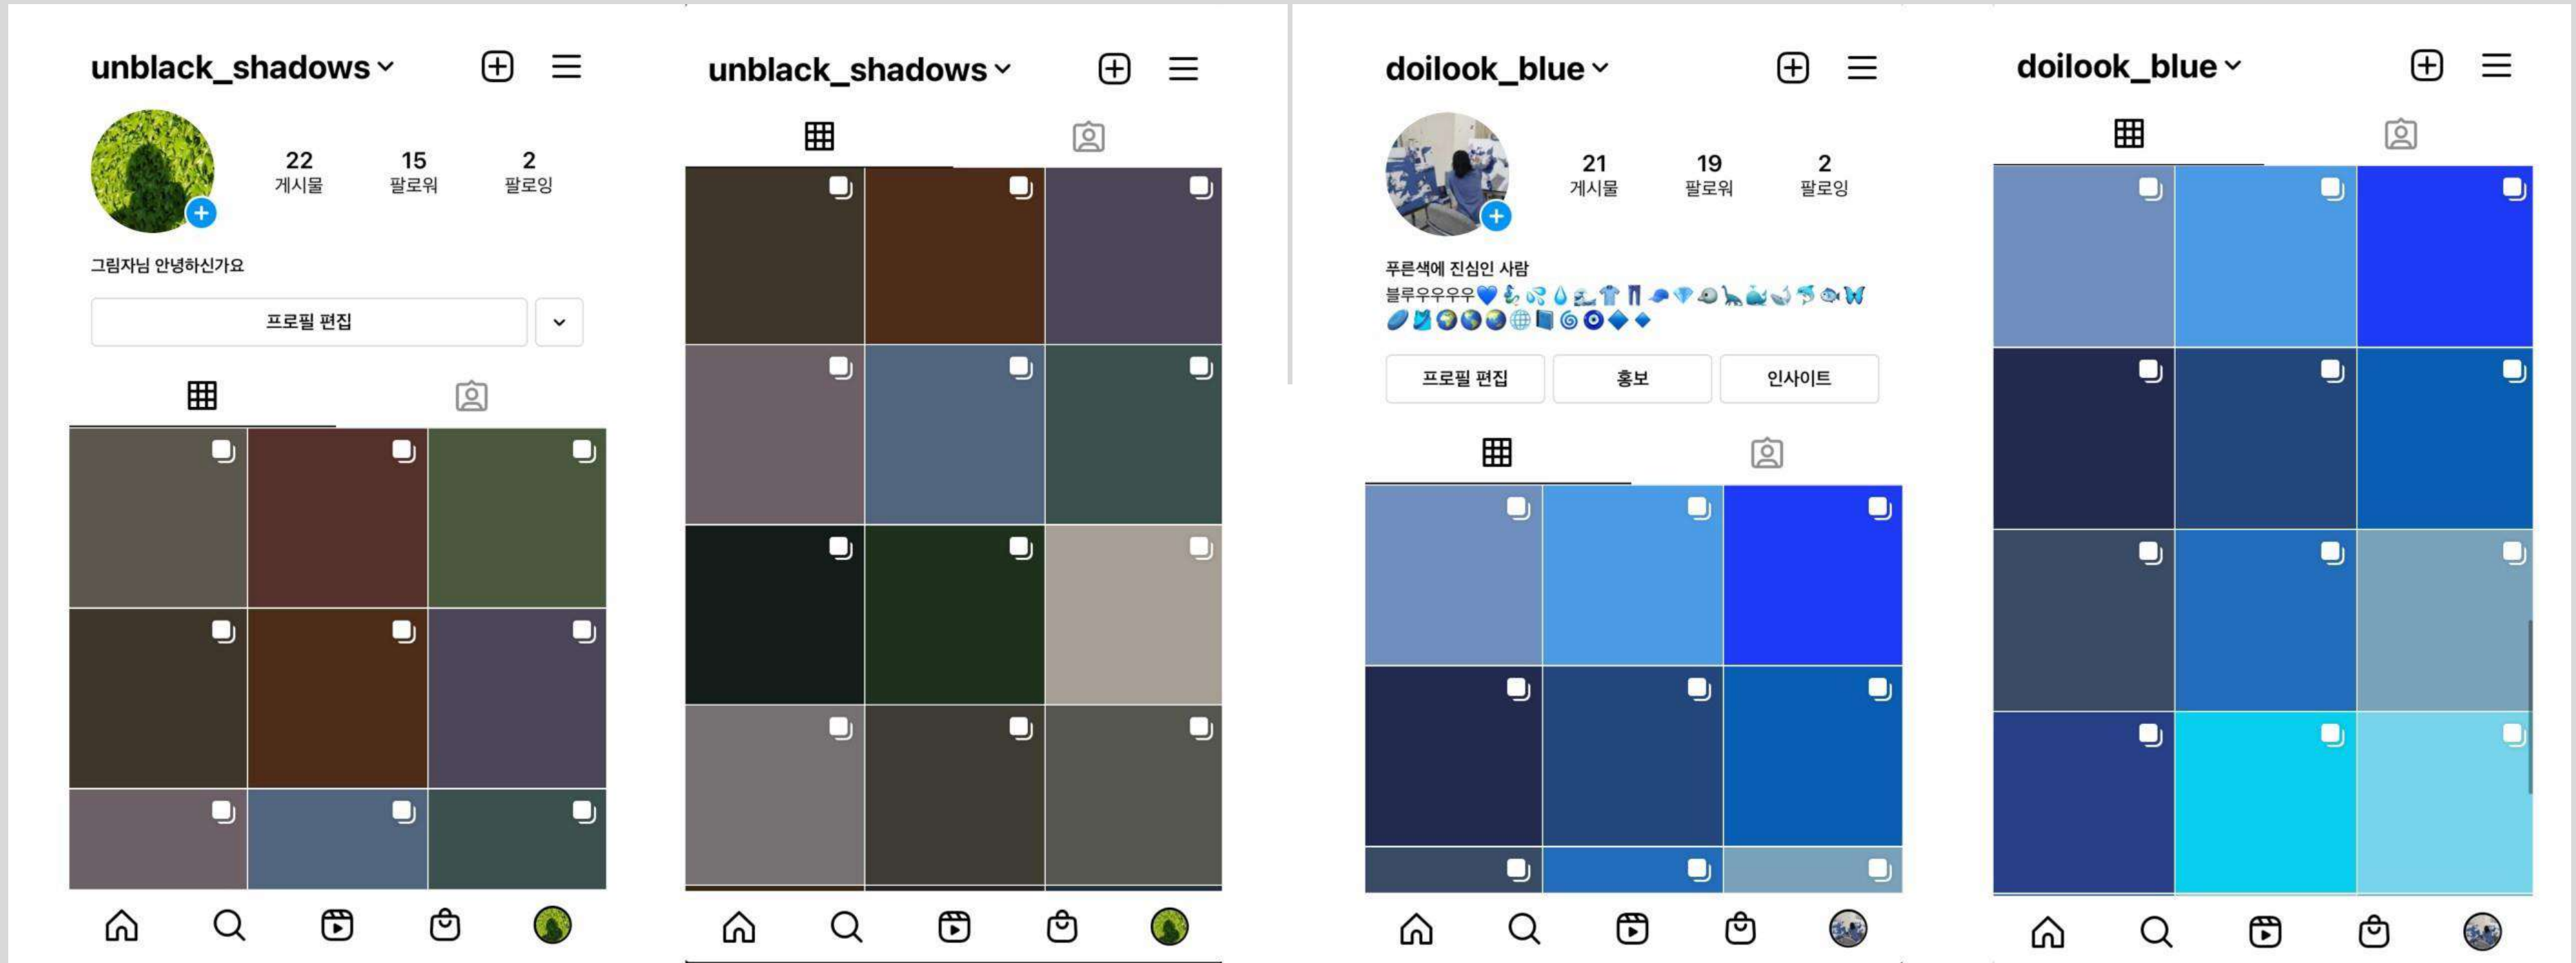 unblack_shadows
22 15 2
게시물 팔로워 팔로잉
그림자님 안녕하신가요
프로필 편집
unblack_shadows
doilook_blue
21 19 2
게시물 팔로워 팔로잉
푸른색에 진심인 사람
블루우우우우💙
프로필 편집 홍보 인사이트
doilook_blue